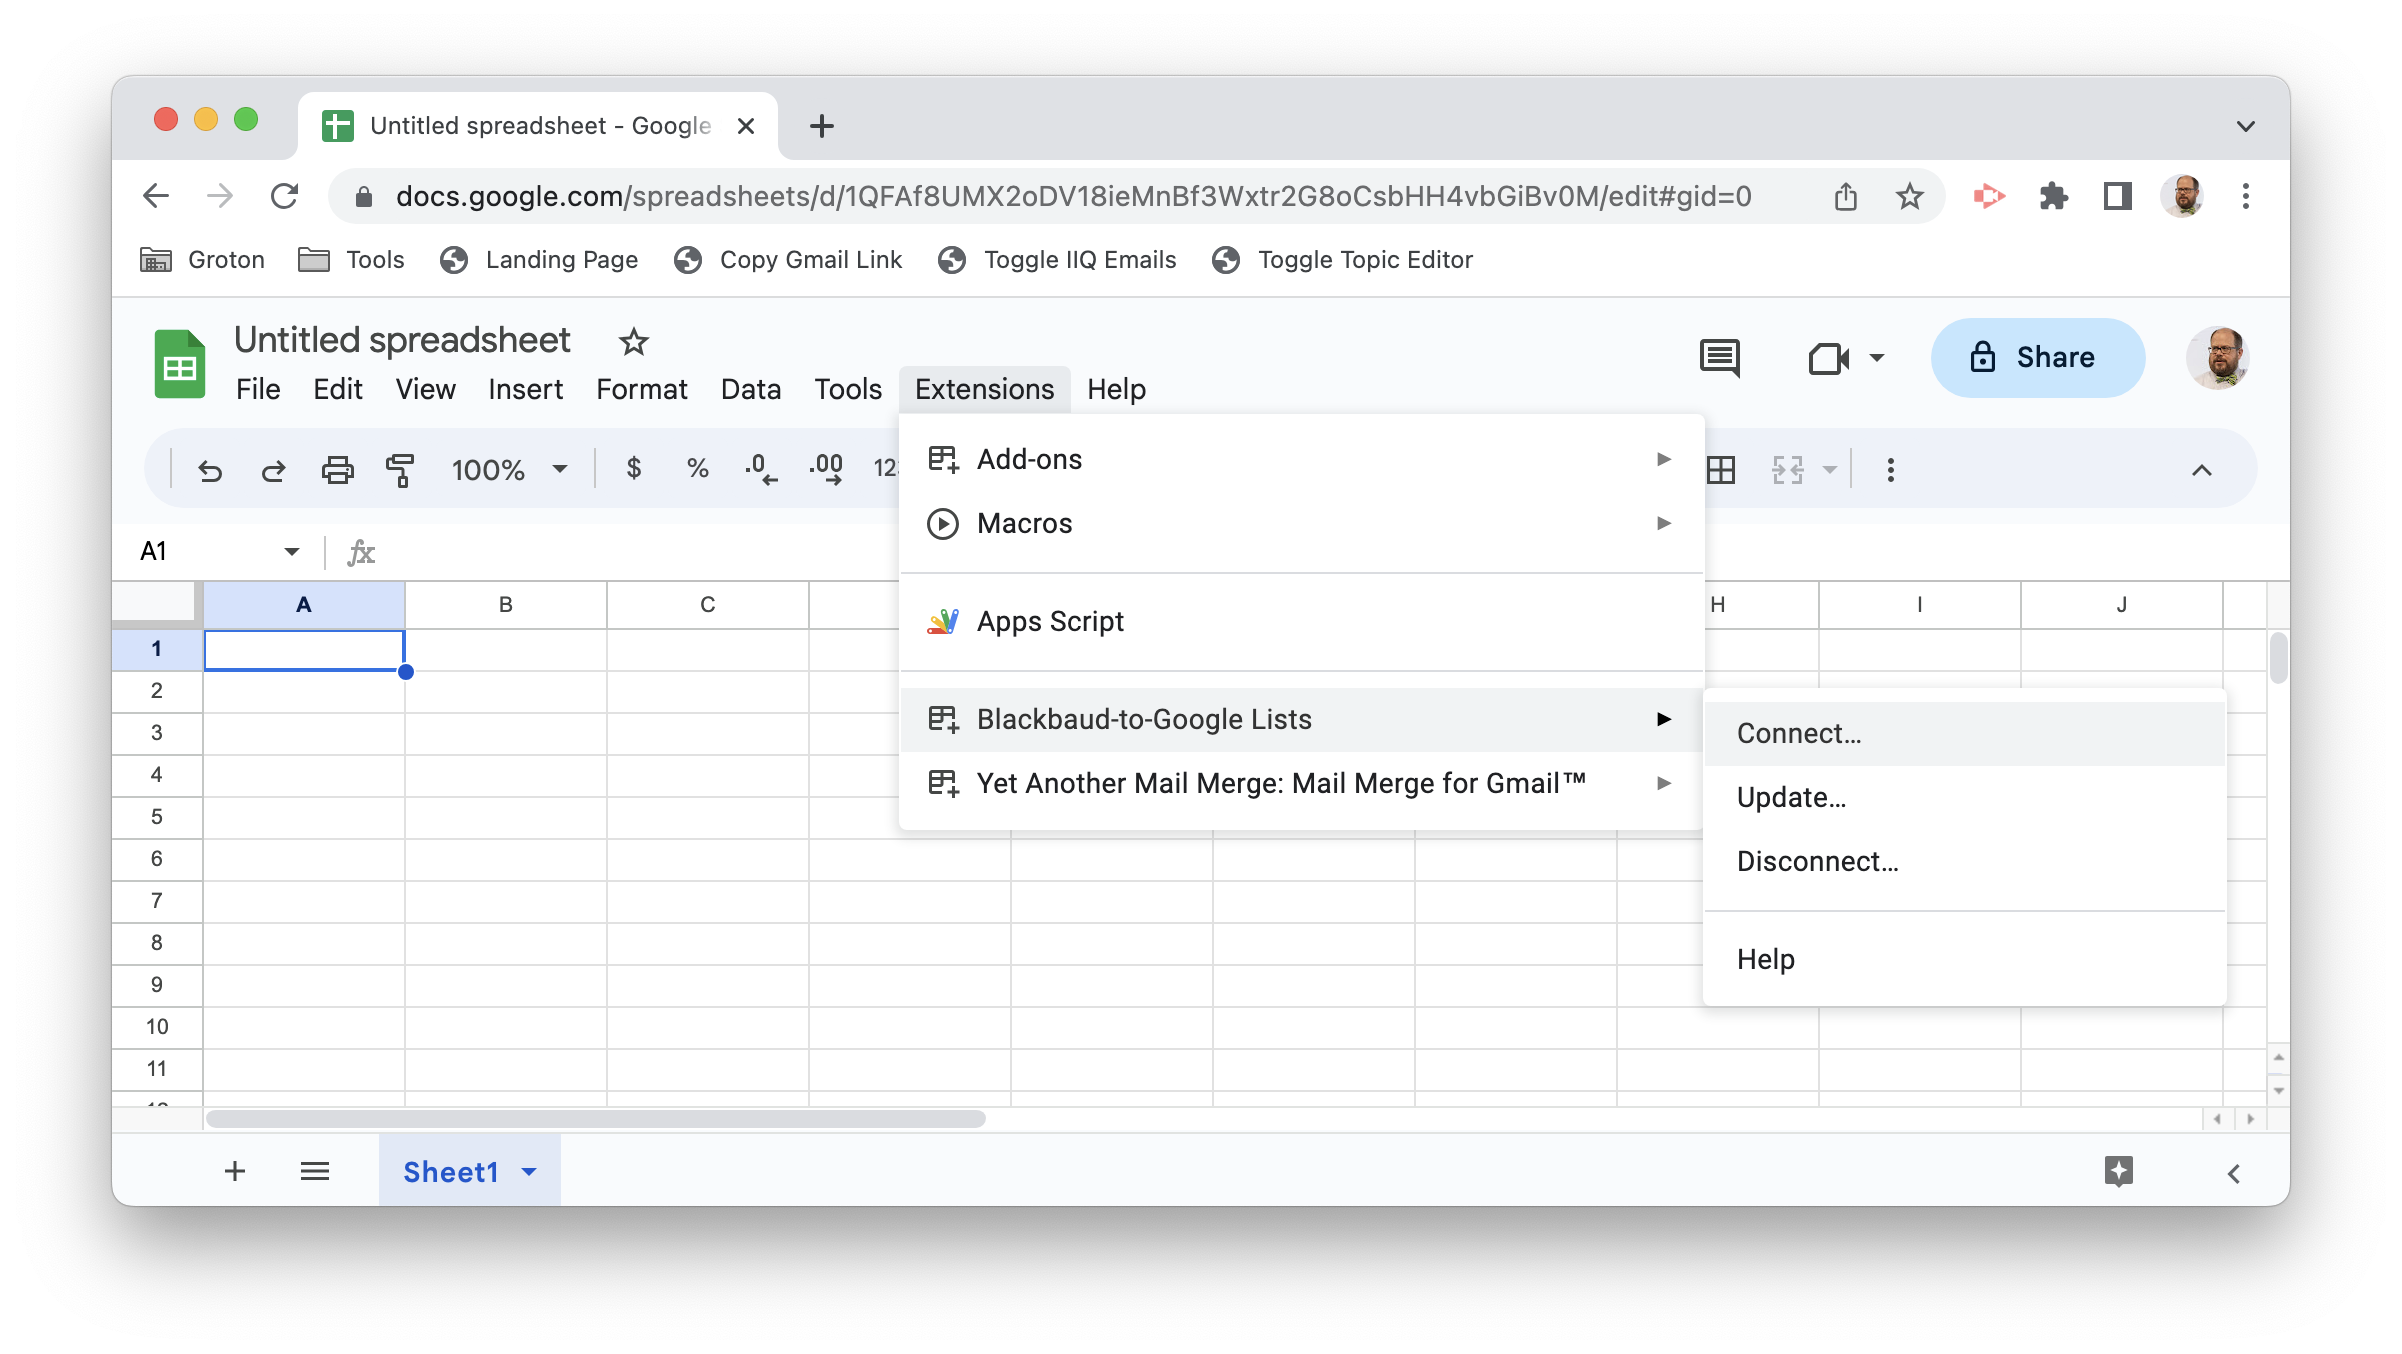 Untitled spreadsheet - Google
docs.google.com/spreadsheets/d/1QFAf8UMX2oDV18ieMnBf3Wxtr2G8oCsbHH4vbGiBv0M/edit#gid=0
Groton Tools Landing Page Copy Gmail Link Toggle IIQ Emails Toggle Topic Editor
Untitled spreadsheet
File Edit View Insert Format Data Tools Extensions Help
Share
100% $ % .0 .00 123
Add-ons
Macros
Apps Script
Blackbaud-to-Google Lists
Yet Another Mail Merge: Mail Merge for Gmail™
Connect…
Update…
Disconnect…
Help
A1 fx
A B C H I J
1
2
3
4
5
6
7
8
9
10
11
Sheet1